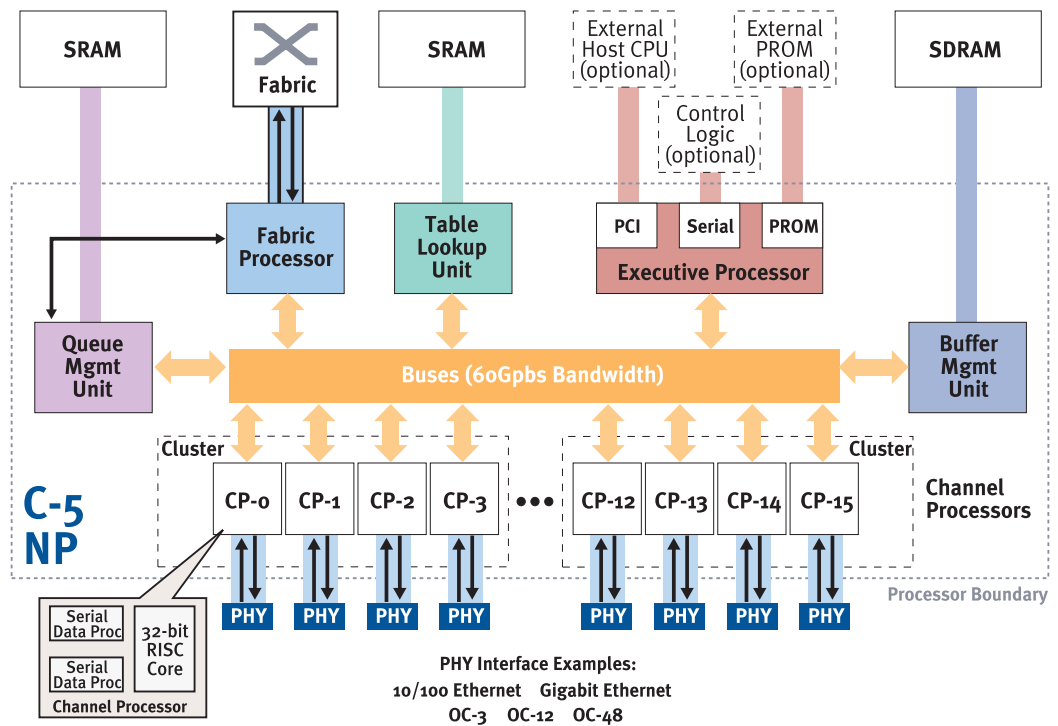 SRAM
Fabric
SRAM
External
Host CPU
(optional)
External
PROM
(optional)
SDRAM
Control
Logic
(optional)
Fabric
Processor
Table
Lookup
Unit
PCI
Serial
PROM
Executive Processor
Queue
Mgmt
Unit
Buses (60Gpbs Bandwidth)
Buffer
Mgmt
Unit
Cluster
Cluster
CP-0
CP-1
CP-2
CP-3
CP-12
CP-13
CP-14
CP-15
Channel
Processors
C-5
NP
Processor Boundary
PHY
PHY
PHY
PHY
PHY
PHY
PHY
PHY
Serial
Data Proc
Serial
Data Proc
32-bit
RISC
Core
Channel Processor
PHY Interface Examples:
10/100 Ethernet Gigabit Ethernet
OC-3 OC-12 OC-48